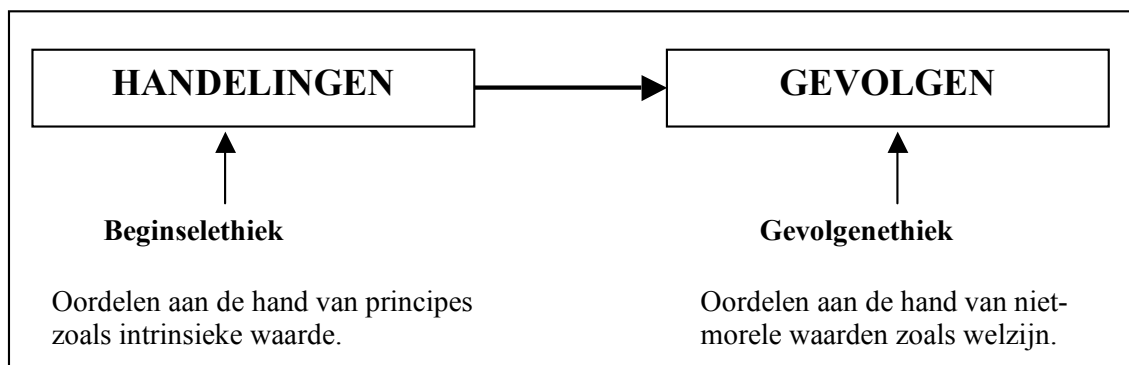 HANDELINGEN
GEVOLGEN
Beginselethiek
Gevolgenethiek
Oordelen aan de hand van principes
zoals intrinsieke waarde.
Oordelen aan de hand van niet-
morele waarden zoals welzijn.